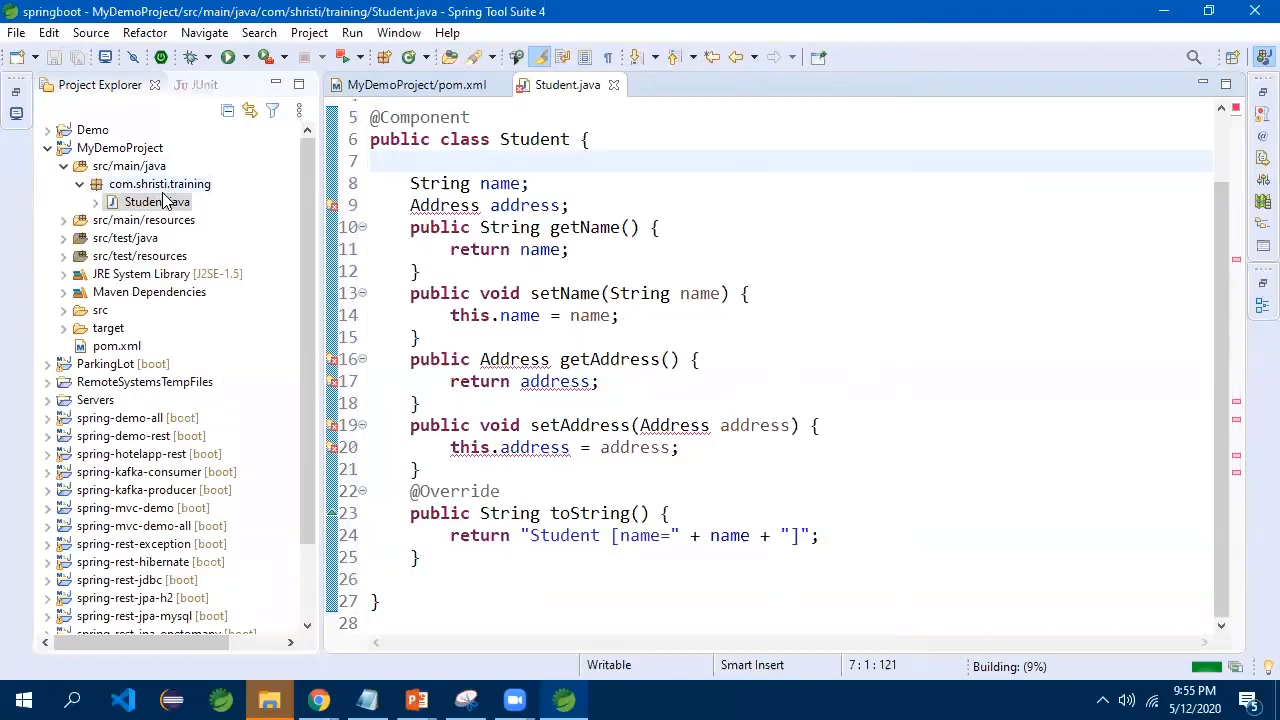 springboot - MyDemoProject/src/main/java/com/shristi/training/Student.java - Spring Tool Suite 4
File Edit Source Refactor Navigate Search Project Run Window Help
Project Explorer JUnit
MyDemoProject/pom.xml Student.java
Demo
MyDemoProject
src/main/java
com.shristi.training
src/main/resources
src/test/java
src/test/resources
JRE System Library [J2SE-1.5]
Maven Dependencies
src
target
pom.xml
ParkingLot [boot]
RemoteSystemsTempFiles
Servers
spring-demo-all [boot]
spring-demo-rest [boot]
spring-hotelapp-rest [boot]
spring-kafka-consumer [boot]
spring-kafka-producer [boot]
spring-mvc-demo [boot]
spring-mvc-demo-all [boot]
spring-rest-exception [boot]
spring-rest-hibernate [boot]
spring-rest-jdbc [boot]
spring-rest-jpa-h2 [boot]
spring-rest-jpa-mysql [boot]
5 @Component
6 public class Student {
7
8 String name;
9 Address address;
10 public String getName() {
11 return name;
12 }
13 public void setName(String name) {
14 this.name = name;
15 }
16 public Address getAddress() {
17 return address;
18 }
19 public void setAddress(Address address) {
20 this.address = address;
21 }
22 @Override
23 public String toString() {
24 return "Student [name=" + name + "]";
25 }
26
27 }
28
Writable Smart Insert 7 : 1 : 121 Building: (9%)
9:55 PM
5/12/2020
5